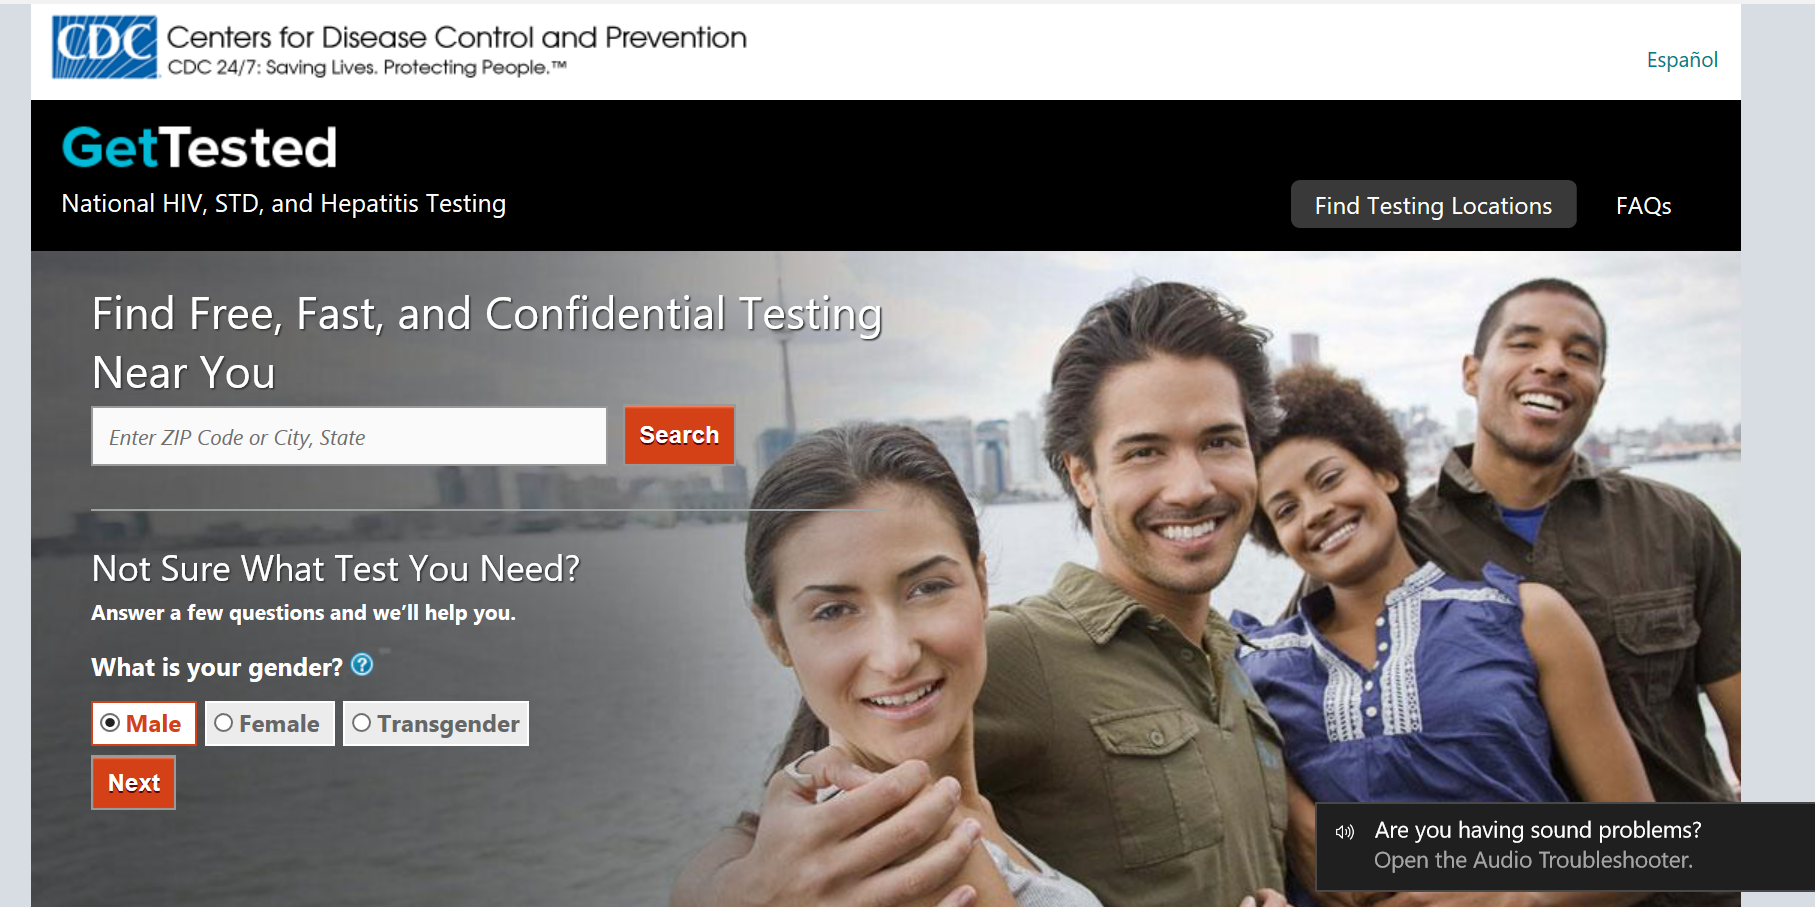 CDC
Centers for Disease Control and Prevention
CDC 24/7: Saving Lives. Protecting People.™
Español
GetTested
National HIV, STD, and Hepatitis Testing
Find Testing Locations
FAQs
Find Free, Fast, and Confidential Testing
Near You
Enter ZIP Code or City, State
Search
Not Sure What Test You Need?
Answer a few questions and we’ll help you.
What is your gender? ?
Male Female Transgender
Next
Are you having sound problems?
Open the Audio Troubleshooter.